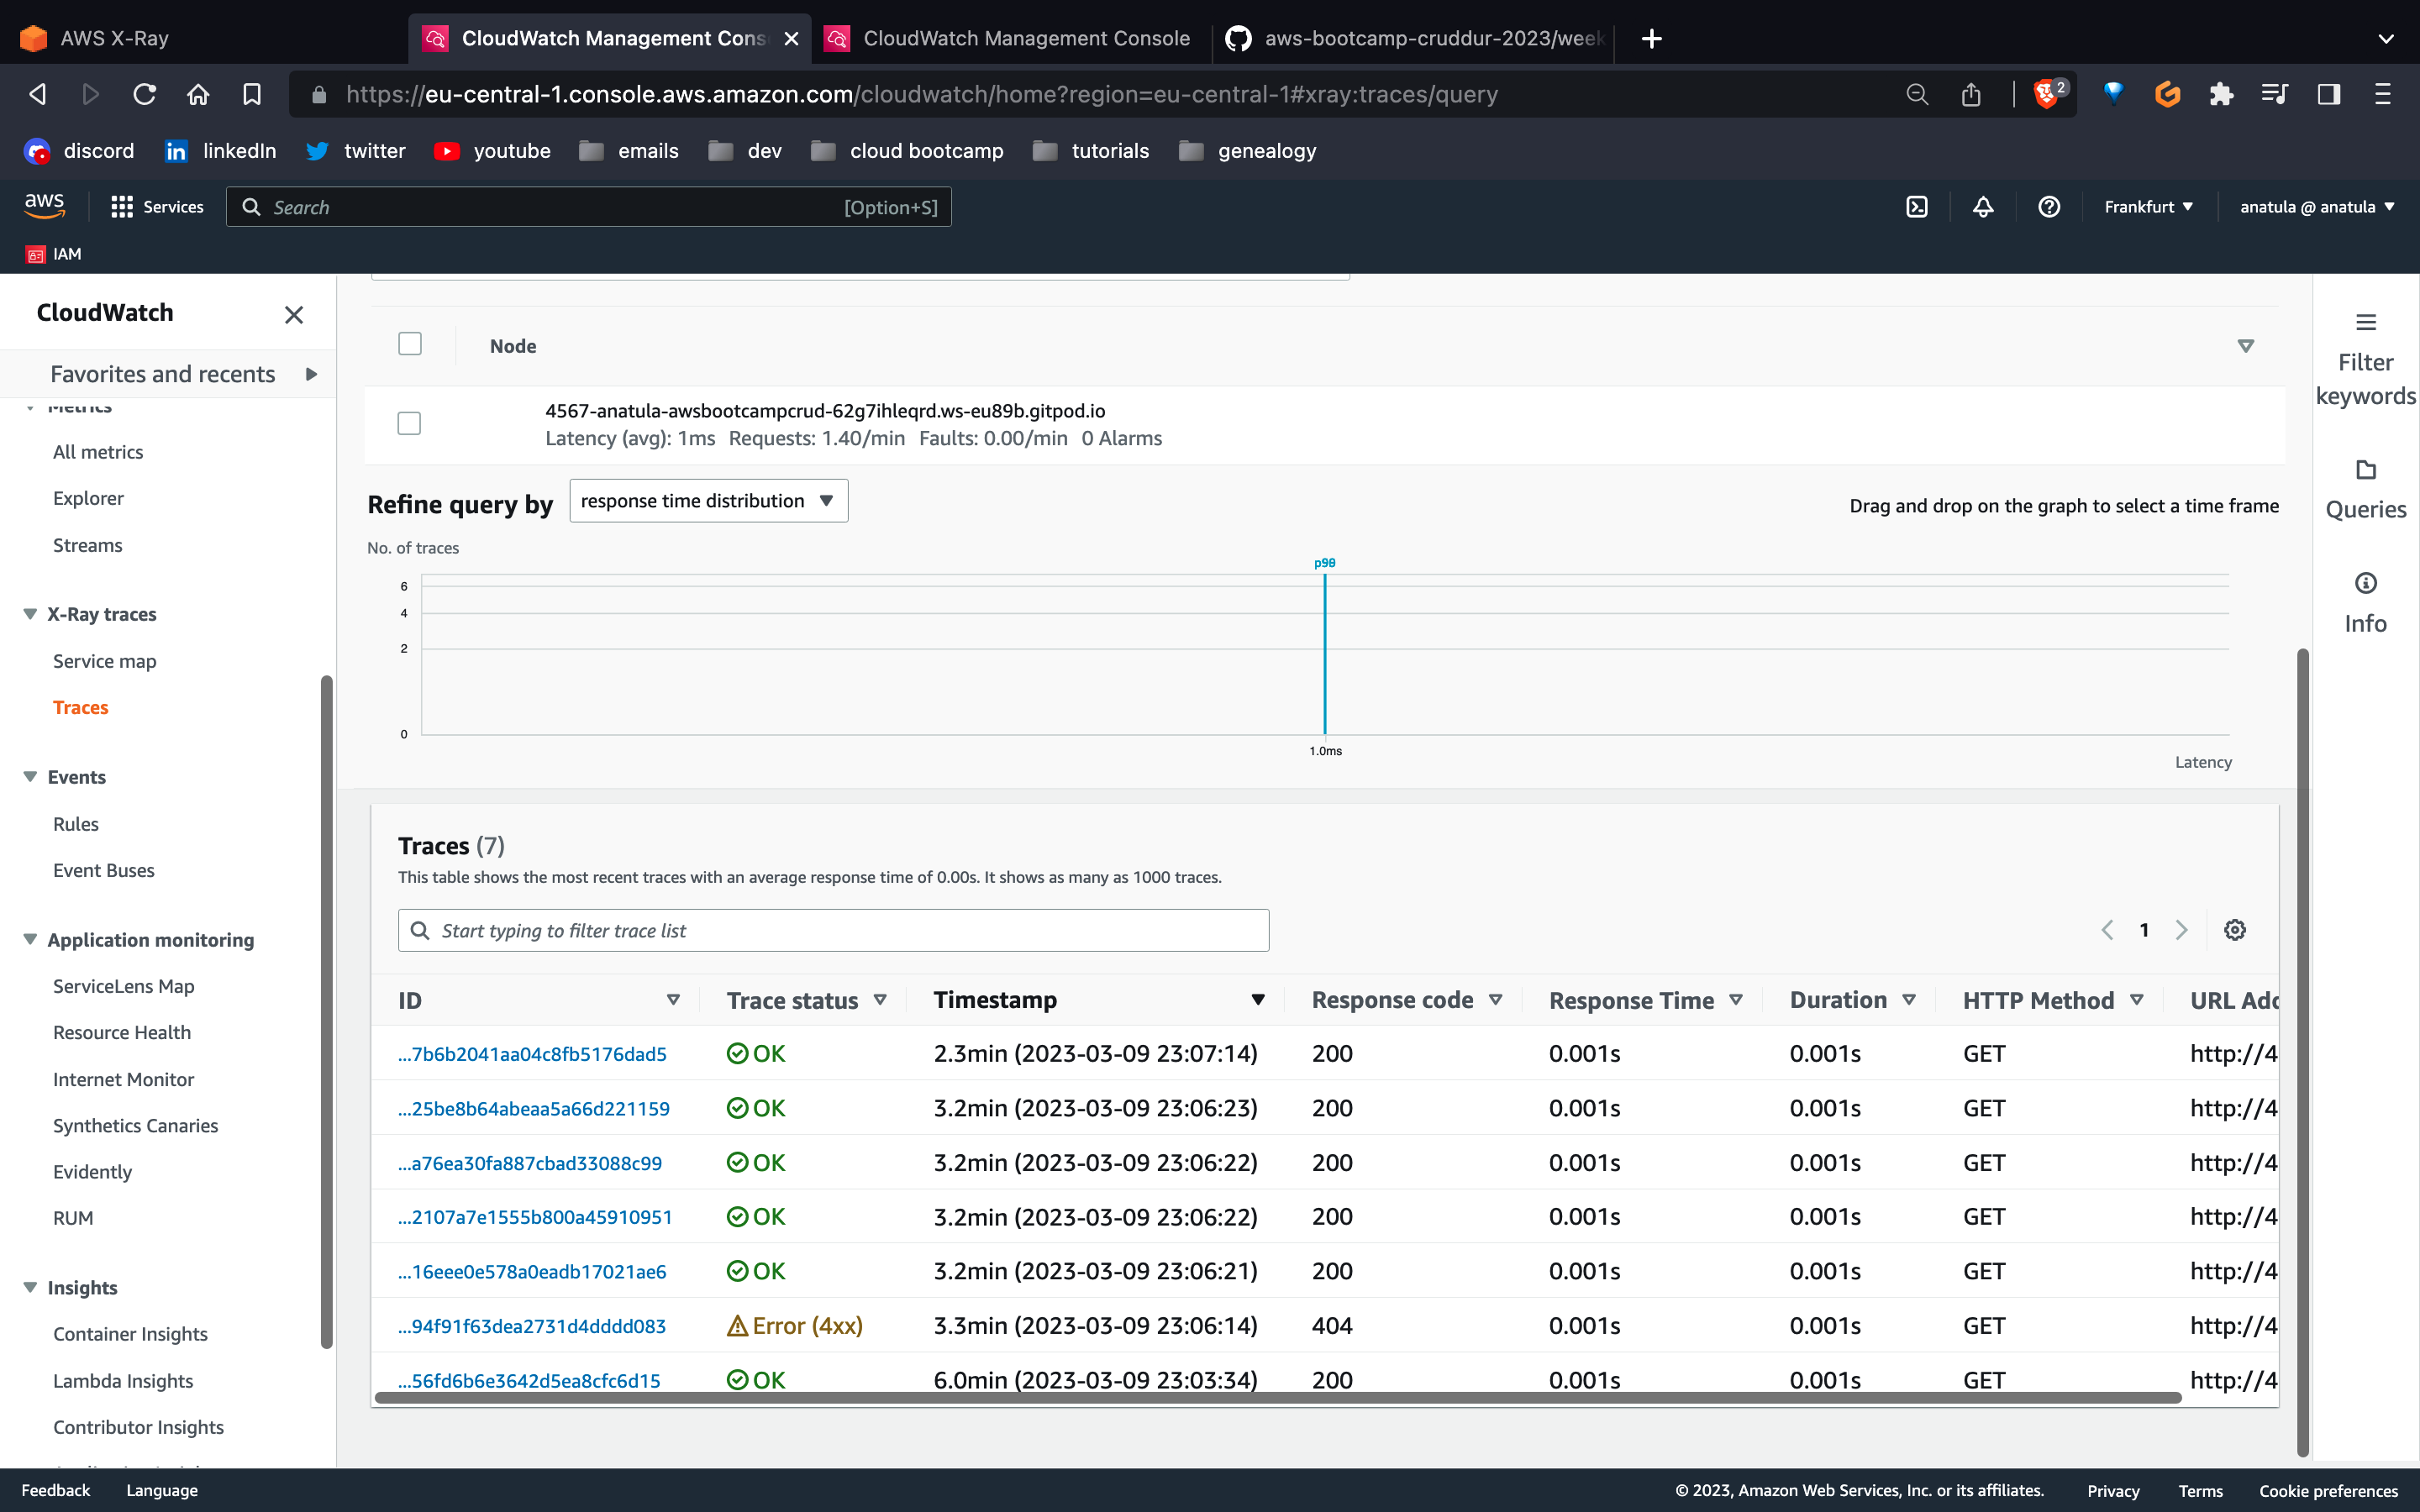 AWS X-Ray
CloudWatch Management Cons
CloudWatch Management Console
aws-bootcamp-cruddur-2023/week
https://eu-central-1.console.aws.amazon.com/cloudwatch/home?region=eu-central-1#xray:traces/query
2
discord
linkedIn
twitter
youtube
emails
dev
cloud bootcamp
tutorials
genealogy
aws
Services
Search
[Option+S]
Frankfurt
anatula @ anatula
IAM
CloudWatch
Favorites and recents
Metrics
All metrics
Explorer
Streams
X-Ray traces
Service map
Traces
Events
Rules
Event Buses
Application monitoring
ServiceLens Map
Resource Health
Internet Monitor
Synthetics Canaries
Evidently
RUM
Insights
Container Insights
Lambda Insights
Contributor Insights
Node
4567-anatula-awsbootcampcrud-62g7ihleqrd.ws-eu89b.gitpod.io
Latency (avg): 1ms Requests: 1.40/min Faults: 0.00/min 0 Alarms
Refine query by
response time distribution
Drag and drop on the graph to select a time frame
No. of traces
6
4
2
0
1.0ms
Latency
Traces (7)
This table shows the most recent traces with an average response time of 0.00s. It shows as many as 1000 traces.
Start typing to filter trace list
1
ID Trace status Timestamp Response code Response Time Duration HTTP Method URL Add
...7b6b2041aa04c8fb5176dad5 OK 2.3min (2023-03-09 23:07:14) 200 0.001s 0.001s GET http://4
...25be8b64abeaa5a66d221159 OK 3.2min (2023-03-09 23:06:23) 200 0.001s 0.001s GET http://4
...a76ea30fa887cbad33088c99 OK 3.2min (2023-03-09 23:06:22) 200 0.001s 0.001s GET http://4
...2107a7e1555b800a45910951 OK 3.2min (2023-03-09 23:06:22) 200 0.001s 0.001s GET http://4
...16eee0e578a0eadb17021ae6 OK 3.2min (2023-03-09 23:06:21) 200 0.001s 0.001s GET http://4
...94f91f63dea2731d4dddd083 Error (4xx) 3.3min (2023-03-09 23:06:14) 404 0.001s 0.001s GET http://4
...56fd6b6e3642d5ea8cfc6d15 OK 6.0min (2023-03-09 23:03:34) 200 0.001s 0.001s GET http://4
Filter
keywords
Queries
Info
Feedback
Language
© 2023, Amazon Web Services, Inc. or its affiliates.
Privacy
Terms
Cookie preferences